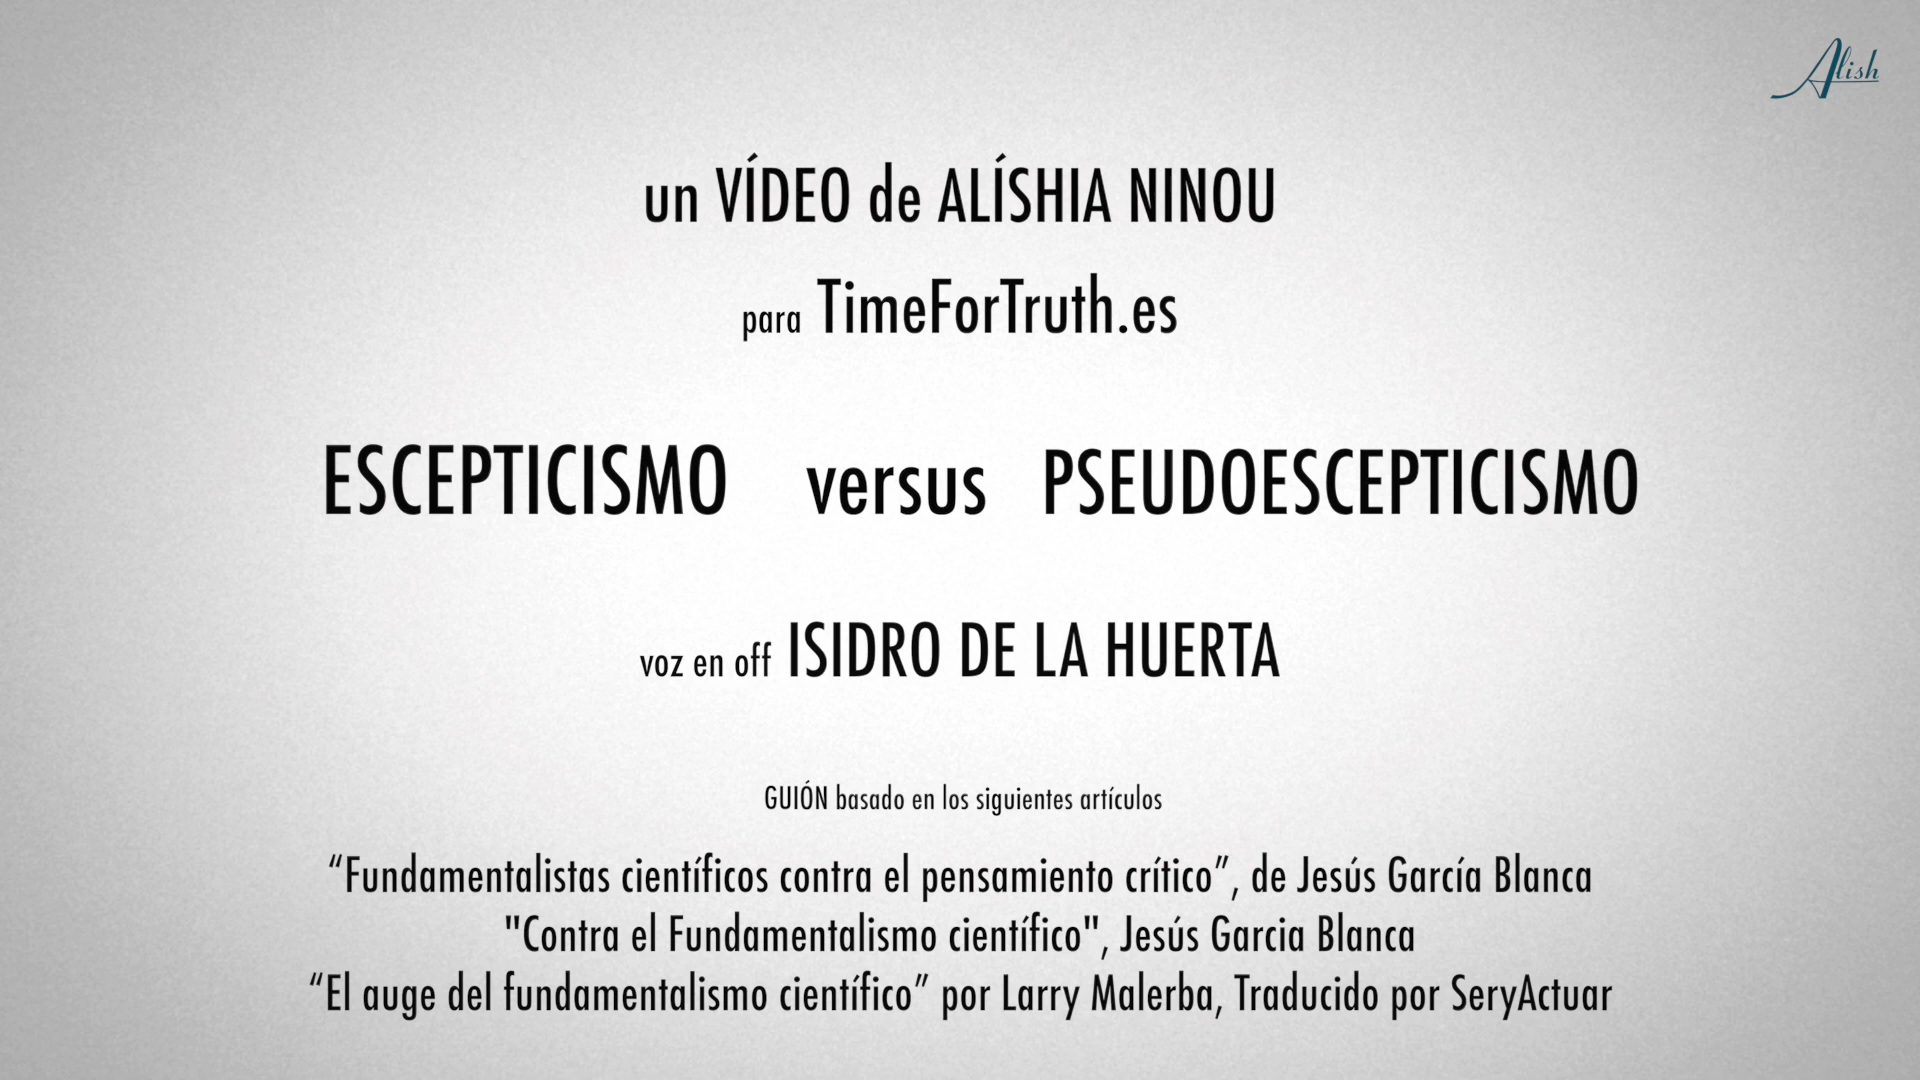 Alish
un VÍDEO de ALÍSHIA NINOU
para TimeForTruth.es
ESCEPTICISMO versus PSEUDOESCEPTICISMO
voz en off ISIDRO DE LA HUERTA
GUIÓN basado en los siguientes artículos
“Fundamentalistas científicos contra el pensamiento crítico”, de Jesús García Blanca
"Contra el Fundamentalismo científico", Jesús Garcia Blanca
“El auge del fundamentalismo científico” por Larry Malerba, Traducido por SeryActuar